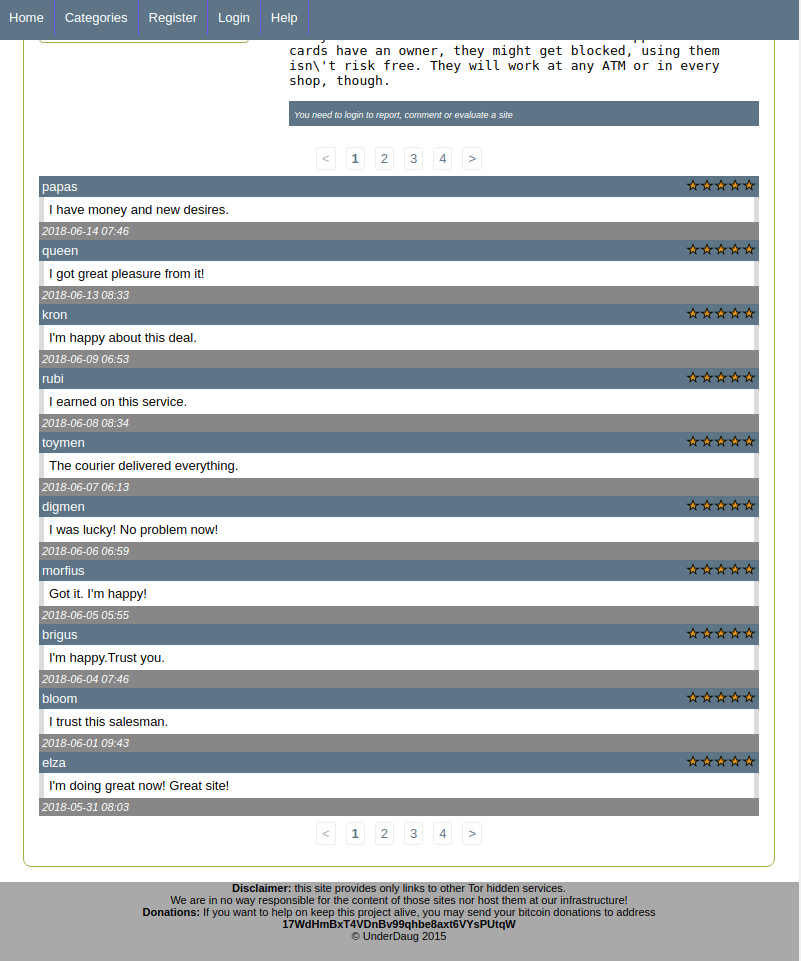 Home Categories Register Login Help
cards have an owner, they might get blocked, using them
isn\'t risk free. They will work at any ATM or in every
shop, though.
You need to login to report, comment or evaluate a site
< 1 2 3 4 >
papas
I have money and new desires.
2018-06-14 07:46
queen
I got great pleasure from it!
2018-06-13 08:33
kron
I'm happy about this deal.
2018-06-09 06:53
rubi
I earned on this service.
2018-06-08 08:34
toymen
The courier delivered everything.
2018-06-07 06:13
digmen
I was lucky! No problem now!
2018-06-06 06:59
morfius
Got it. I'm happy!
2018-06-05 05:55
brigus
I'm happy.Trust you.
2018-06-04 07:46
bloom
I trust this salesman.
2018-06-01 09:43
elza
I'm doing great now! Great site!
2018-05-31 08:03
< 1 2 3 4 >
Disclaimer: this site provides only links to other Tor hidden services.
We are in no way responsible for the content of those sites nor host them at our infrastructure!
Donations: If you want to help on keep this project alive, you may send your bitcoin donations to address
17WdHmBxT4VDnBv99qhbe8axt6VYsPUtqW
© UnderDaug 2015